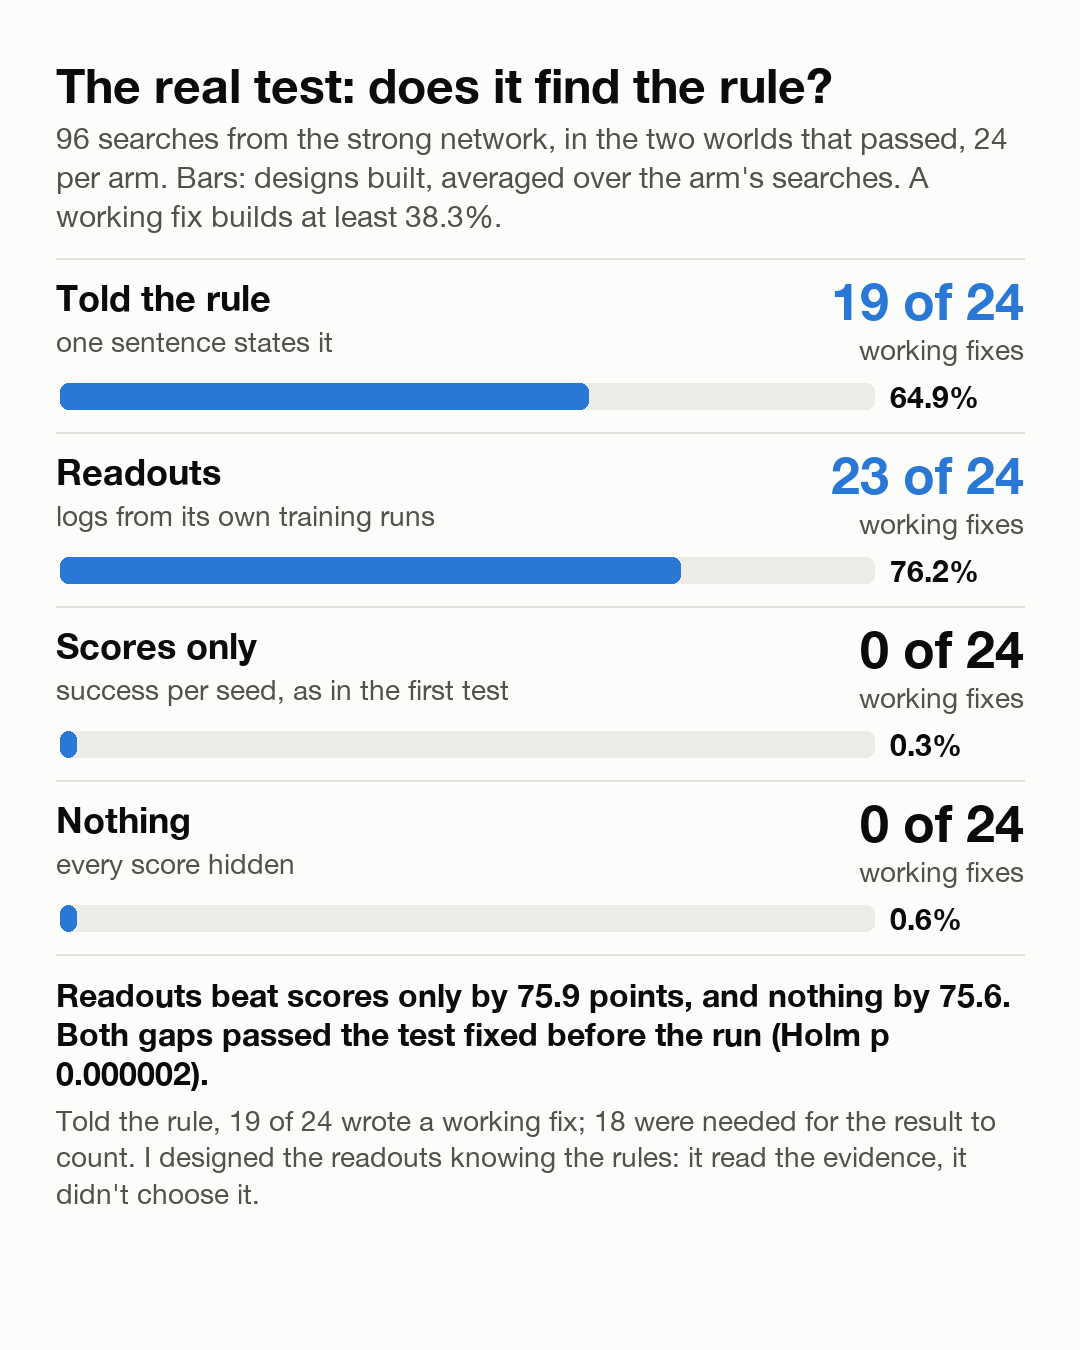 The real test: does it find the rule?
96 searches from the strong network, in the two worlds that passed, 24
per arm. Bars: designs built, averaged over the arm's searches. A
working fix builds at least 38.3%.
Told the rule
19 of 24
one sentence states it
working fixes
64.9%
Readouts
23 of 24
logs from its own training runs
working fixes
76.2%
Scores only
0 of 24
success per seed, as in the first test
working fixes
0.3%
Nothing
0 of 24
every score hidden
working fixes
0.6%
Readouts beat scores only by 75.9 points, and nothing by 75.6.
Both gaps passed the test fixed before the run (Holm p
0.000002).
Told the rule, 19 of 24 wrote a working fix; 18 were needed for the result to
count. I designed the readouts knowing the rules: it read the evidence, it
didn't choose it.